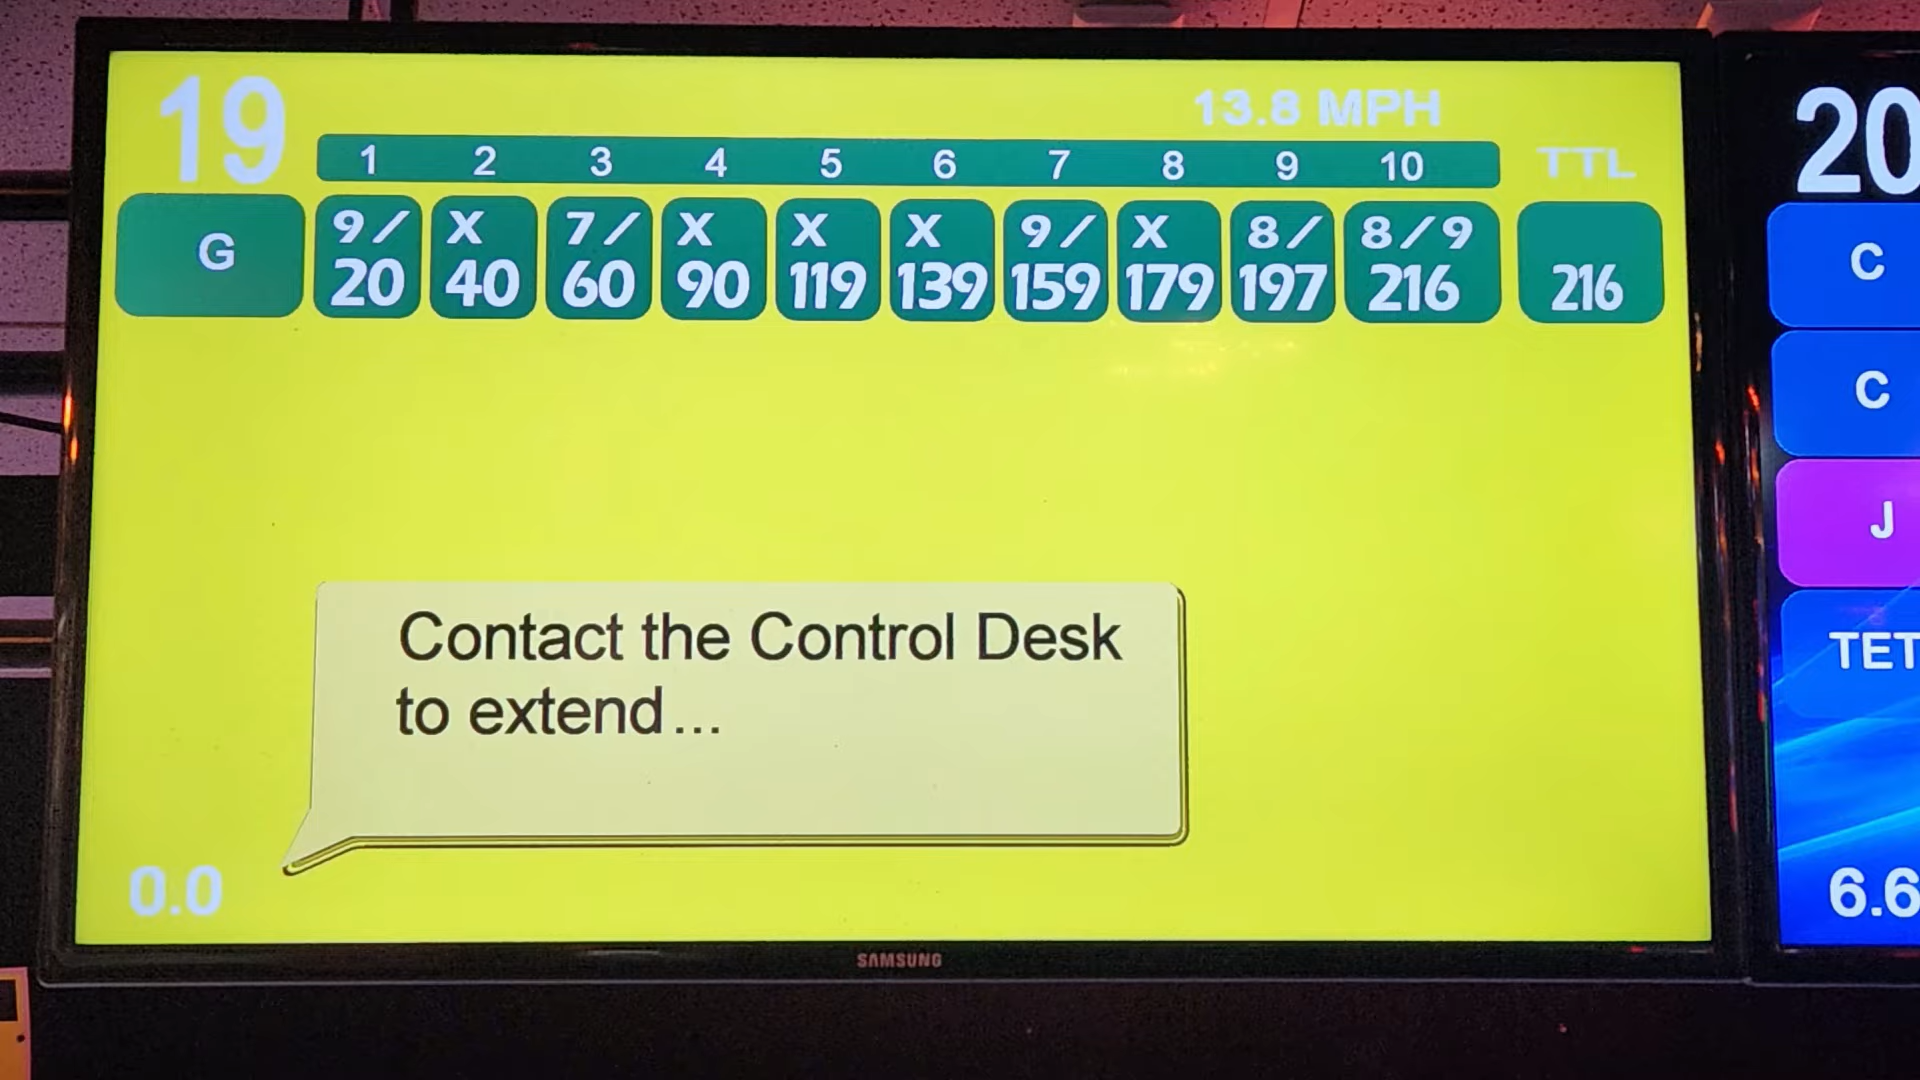 19
13.8 MPH
1 2 3 4 5 6 7 8 9 10 TTL
G
9/ X 7/ X X X 9/ X 8/ 8/9
20 40 60 90 119 139 159 179 197 216 216
Contact the Control Desk
to extend...
0.0
SAMSUNG
20
C
C
J
TET
6.6